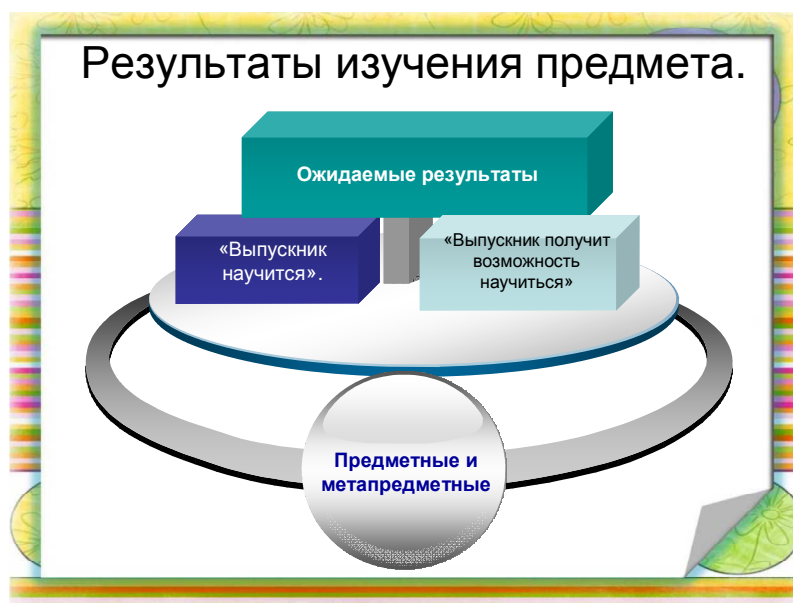 Результаты изучения предмета.
Ожидаемые результаты
«Выпускник
научится».
«Выпускник получит
возможность
научиться»
Предметные и
метапредметные